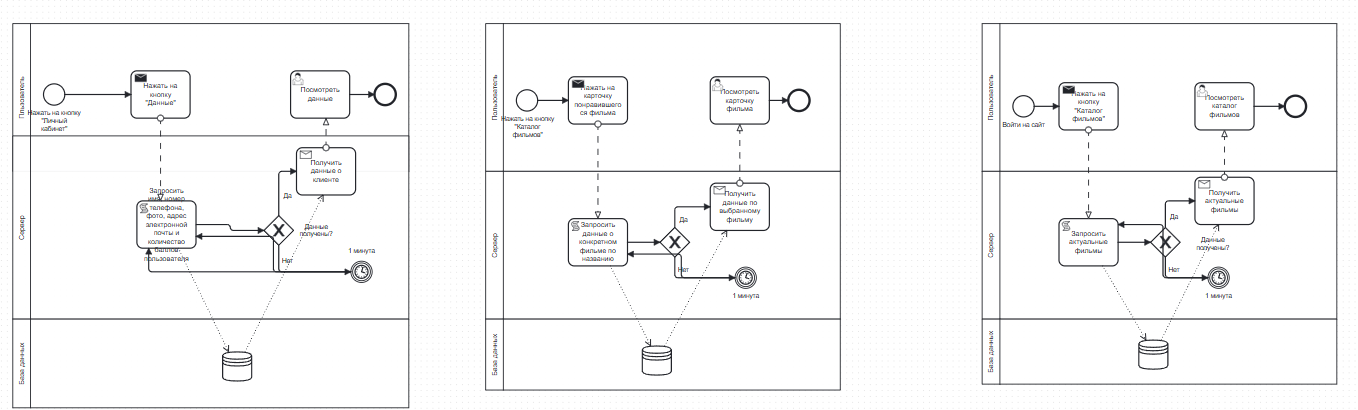 Пользователь
Нажать на кнопку
"Личный
кабинет"
Нажать на
кнопку
"Данные"
Посмотреть
данные
Сервер
Запросить
имя, номер
телефона,
фото, адрес
электронной
почты и
количество
баллов
пользователя
Получить
данные о
клиенте
Да
Данные
получены?
Нет
1 минута
База данных
Пользователь
Нажать на кнопку
"Каталог
фильмов"
Нажать на
карточку
понравившего
ся фильма
Посмотреть
карточку
фильма
Сервер
Запросить
данные о
конкретном
фильме по
названию
Получить
данные по
выбранному
фильму
Да
Нет
1 минута
База данных
Пользователь
Войти на сайт
Нажать на
кнопку
"Каталог
фильмов"
Посмотреть
каталог
фильмов
Сервер
Запросить
актуальные
фильмы
Получить
актуальные
фильмы
Да
Данные
получены?
Нет
1 минута
База данных